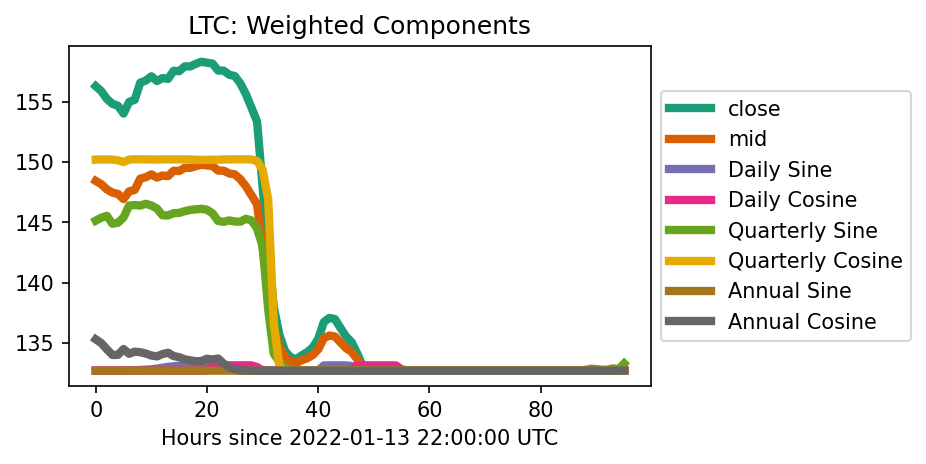 LTC: Weighted Components
155
150
145
140
135
0
20
40
60
80
Hours since 2022-01-13 22:00:00 UTC
close
mid
Daily Sine
Daily Cosine
Quarterly Sine
Quarterly Cosine
Annual Sine
Annual Cosine